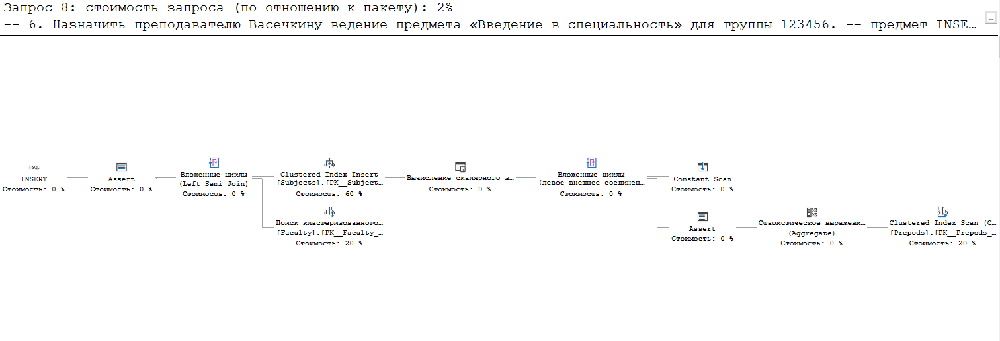 Запрос 8: стоимость запроса (по отношению к пакету): 2%
-- 6. Назначить преподавателю Васечкину ведение предмета «Введение в специальность» для группы 123456. -- предмет INSE…
T-SQL
INSERT
Стоимость: 0 %
Assert
Стоимость: 0 %
Вложенные циклы
(Left Semi Join)
Стоимость: 0 %
Clustered Index Insert
[Subjects].[PK__Subject…
Стоимость: 60 %
Вычисление скалярного з…
Стоимость: 0 %
Вложенные циклы
(левое внешнее соединен…
Стоимость: 0 %
Constant Scan
Стоимость: 0 %
Поиск кластеризованного…
[Faculty].[PK__Faculty_…
Стоимость: 20 %
Assert
Стоимость: 0 %
Статистическое выражени…
(Aggregate)
Стоимость: 0 %
Clustered Index Scan (C…
[Prepods].[PK__Prepods_…
Стоимость: 20 %